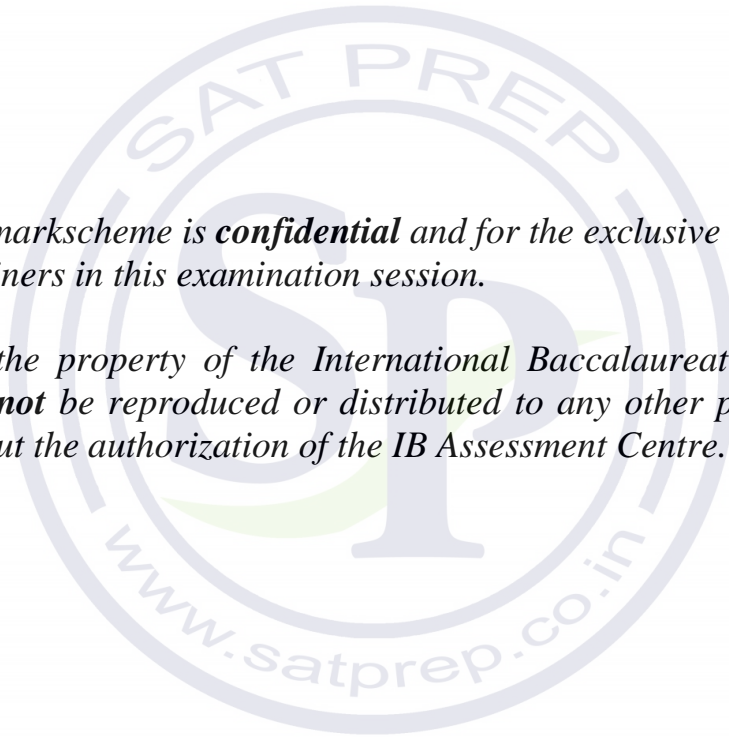 SAT PREP
markscheme is confidential and for the exclusive
iners in this examination session.
the property of the International Baccalaureat
not be reproduced or distributed to any other p
ut the authorization of the IB Assessment Centre.
SP
www.satprep.co.in